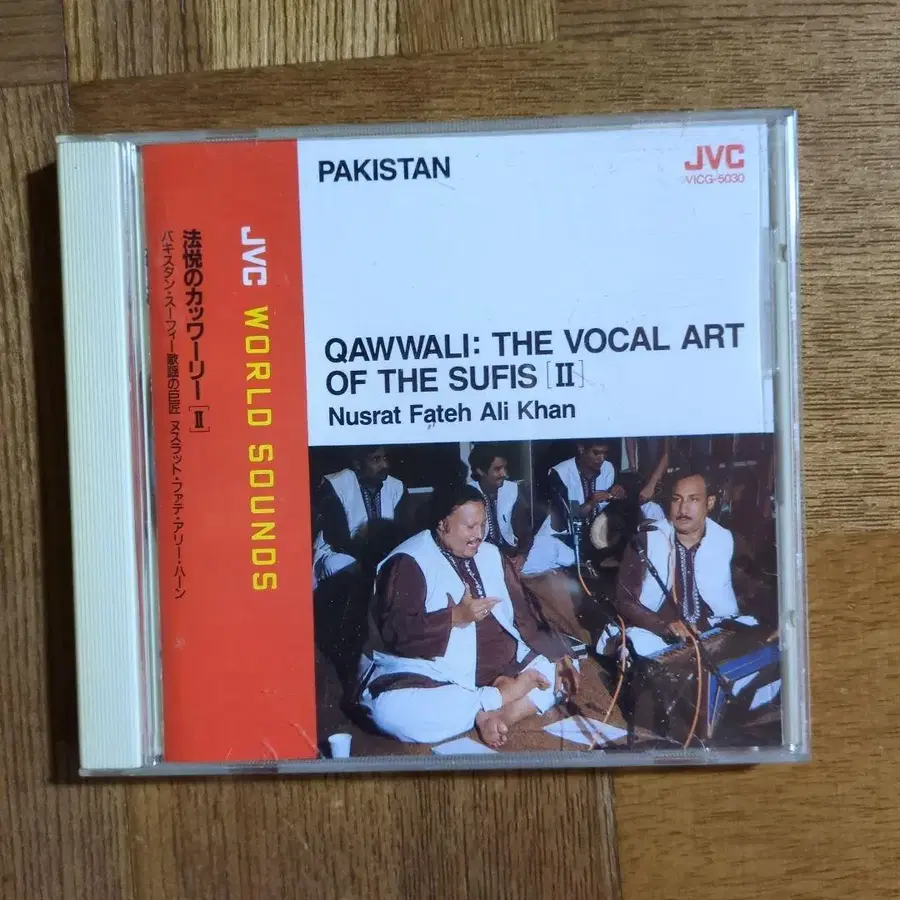 PAKISTAN
JVC
VICG-5030
QAWWALI: THE VOCAL ART
OF THE SUFIS [II]
Nusrat Fateh Ali Khan
JVC WORLD SOUNDS
法悦のカッワーリー[II]
パキスタン・スーフィー歌謡の巨匠 ヌスラット・ファテ・アリー・ハーン